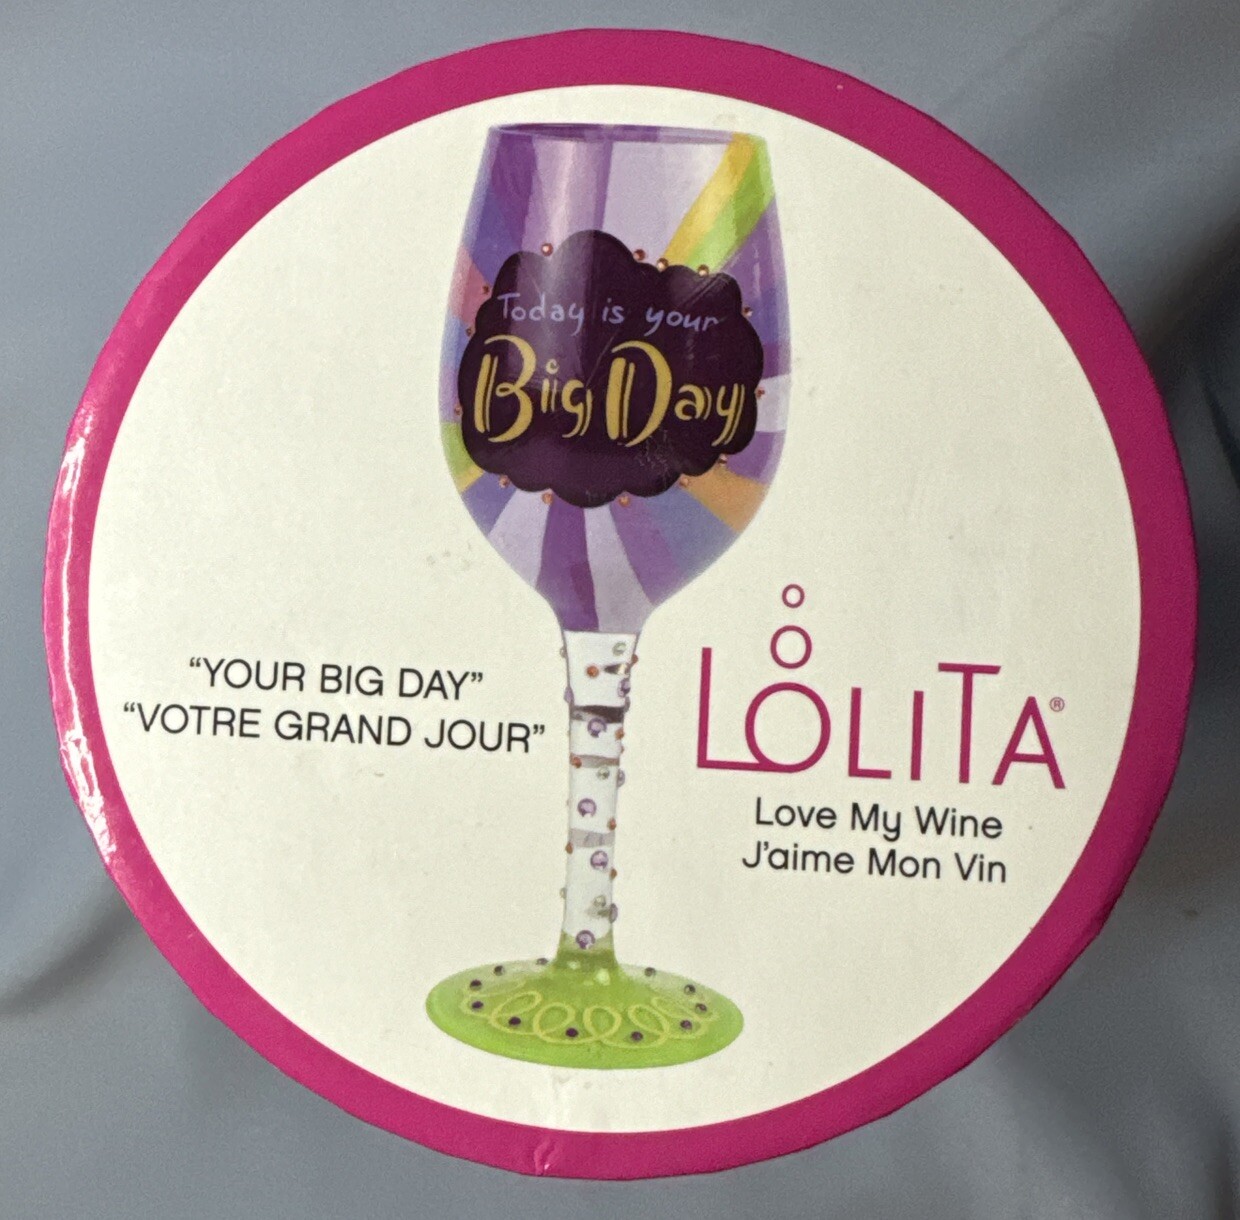 Today is your
Big Day
“YOUR BIG DAY”
“VOTRE GRAND JOUR”
LOLITA®
Love My Wine
J’aime Mon Vin